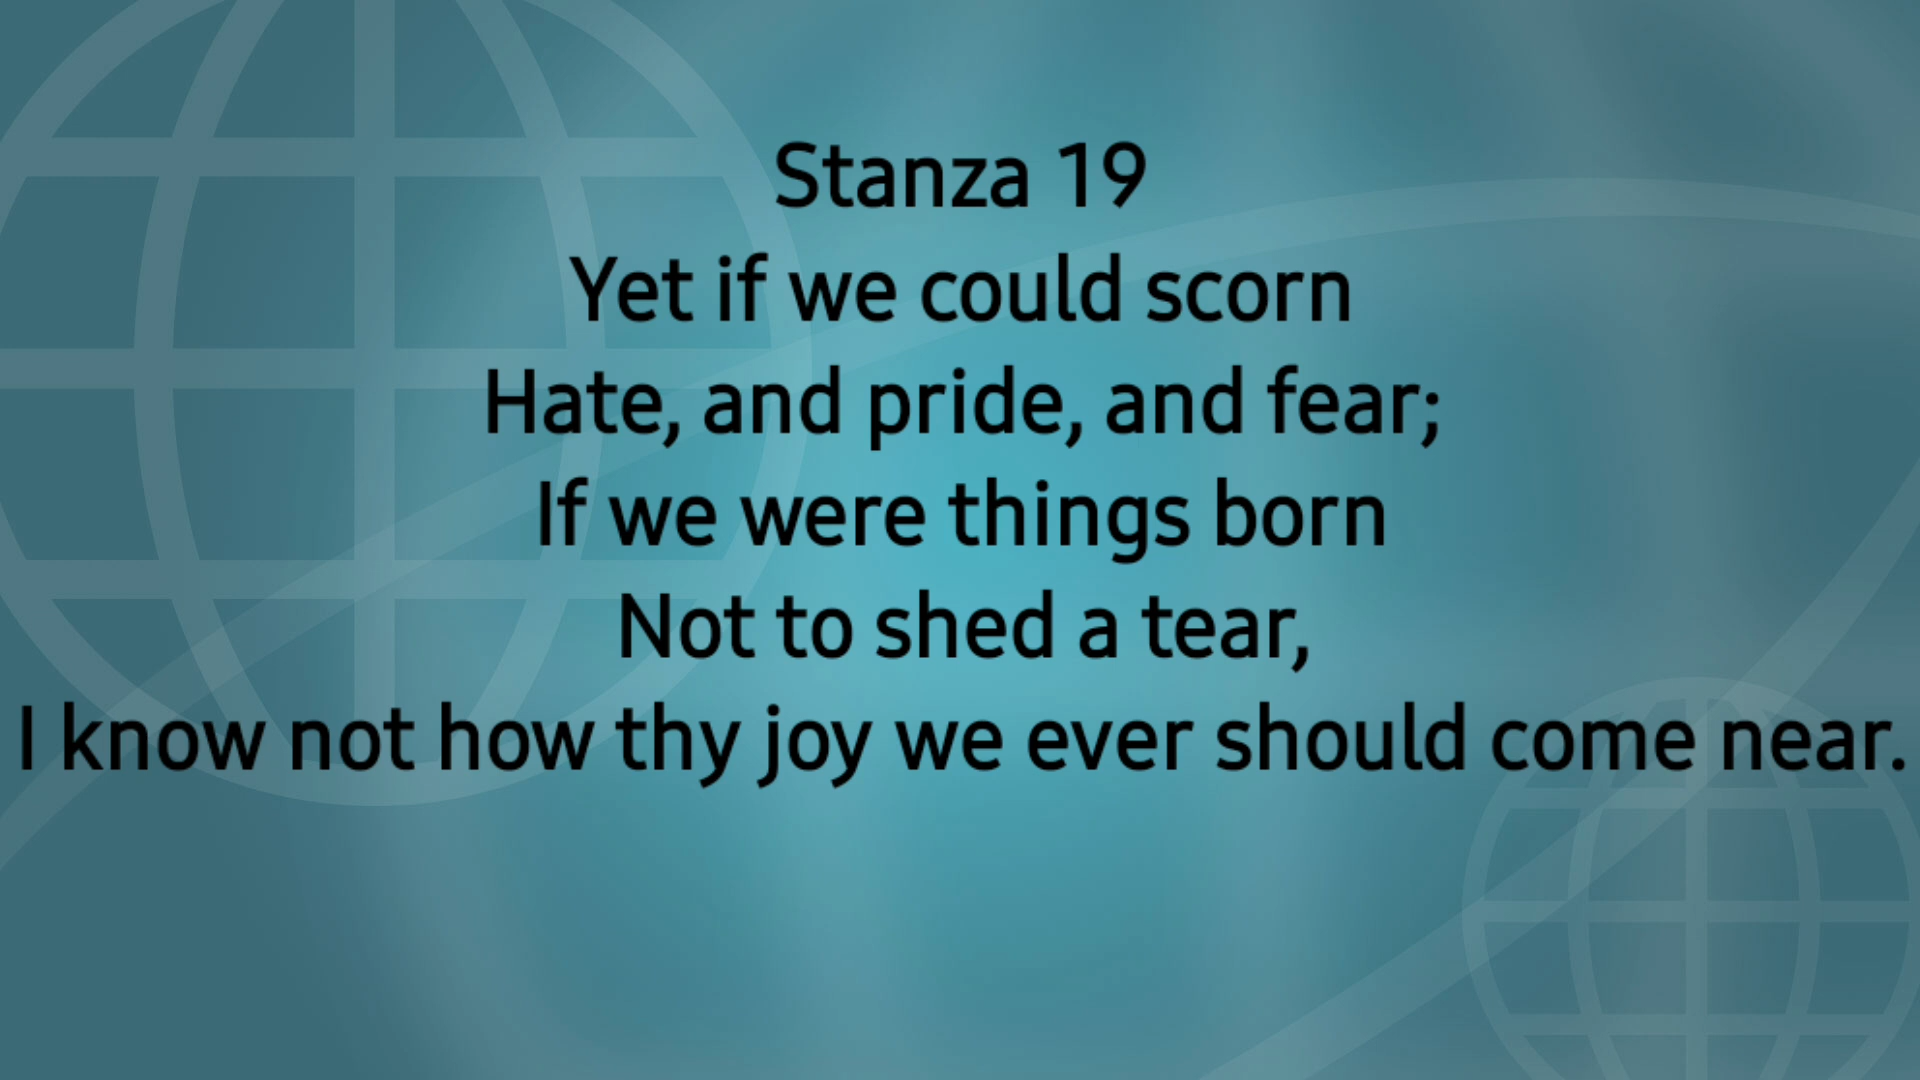 Stanza 19
Yet if we could scorn
Hate, and pride, and fear;
If we were things born
Not to shed a tear,
I know not how thy joy we ever should come near.